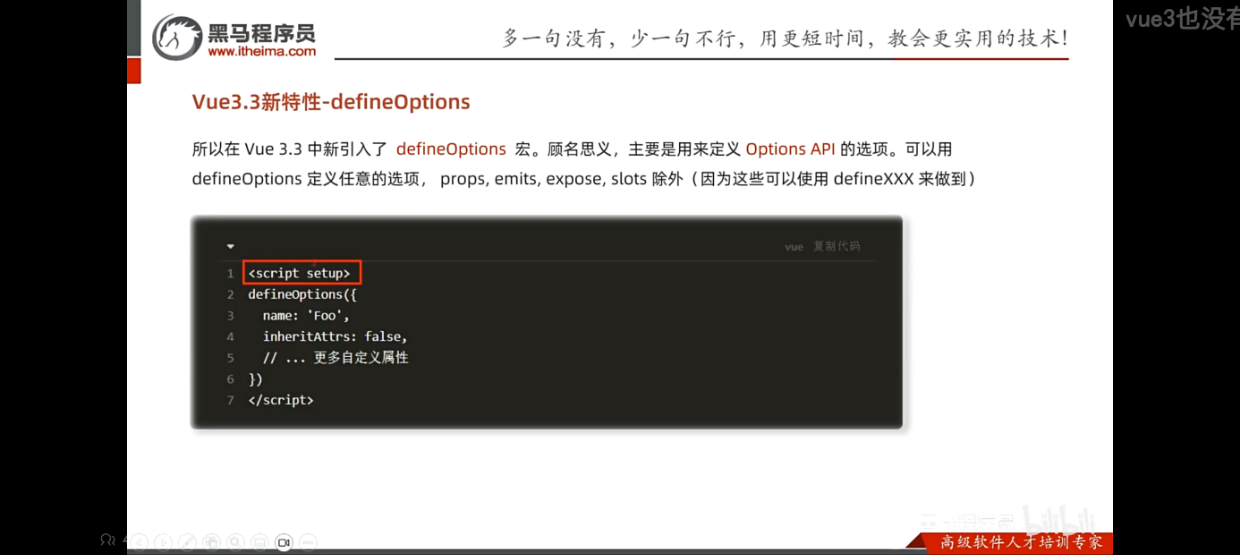 vue3也没有
黑马程序员
www.itheima.com
多一句没有，少一句不行，用更短时间，教会更实用的技术！
Vue3.3新特性-defineOptions
所以在 Vue 3.3 中新引入了 defineOptions 宏。顾名思义，主要是用来定义 Options API 的选项。可以用
defineOptions 定义任意的选项， props, emits, expose, slots 除外（因为这些可以使用 defineXXX 来做到）
vue 复制代码
1 <script setup>
2 defineOptions({
3 name: 'Foo',
4 inheritAttrs: false,
5 // ... 更多自定义属性
6 })
7 </script>
bilibili
高级软件人才培训专家